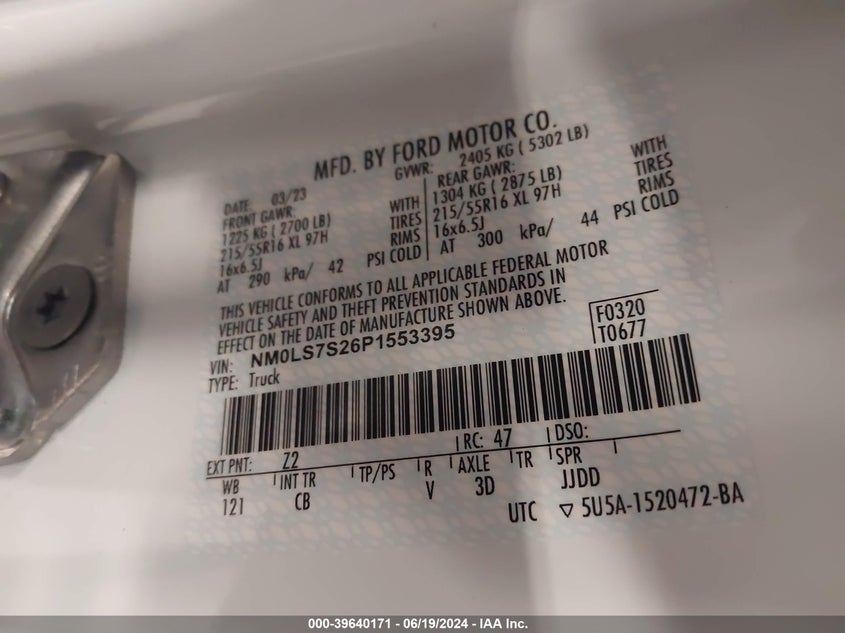 MFD. BY FORD MOTOR CO.
DATE: 03/23 GVWR: 2405 KG ( 5302 LB)
FRONT GAWR: REAR GAWR:
1225 KG ( 2700 LB) WITH 1304 KG ( 2875 LB) WITH
215/55R16 XL 97H TIRES 215/55R16 XL 97H TIRES
16x6.5J RIMS 16x6.5J RIMS
AT 290 kPa/ 42 PSI COLD AT 300 kPa/ 44 PSI COLD
THIS VEHICLE CONFORMS TO ALL APPLICABLE FEDERAL MOTOR
VEHICLE SAFETY AND THEFT PREVENTION STANDARDS IN
EFFECT ON THE DATE OF MANUFACTURE SHOWN ABOVE.
VIN: NM0LS7S26P1553395 F0320
TYPE: Truck T0677
EXT PNT: Z2 RC: 47 DSO:
WB INT TR TP/PS R AXLE TR SPR
121 CB V 3D JJDD
UTC ▽ 5U5A-1520472-BA
000-39640171 - 06/19/2024 - IAA Inc.